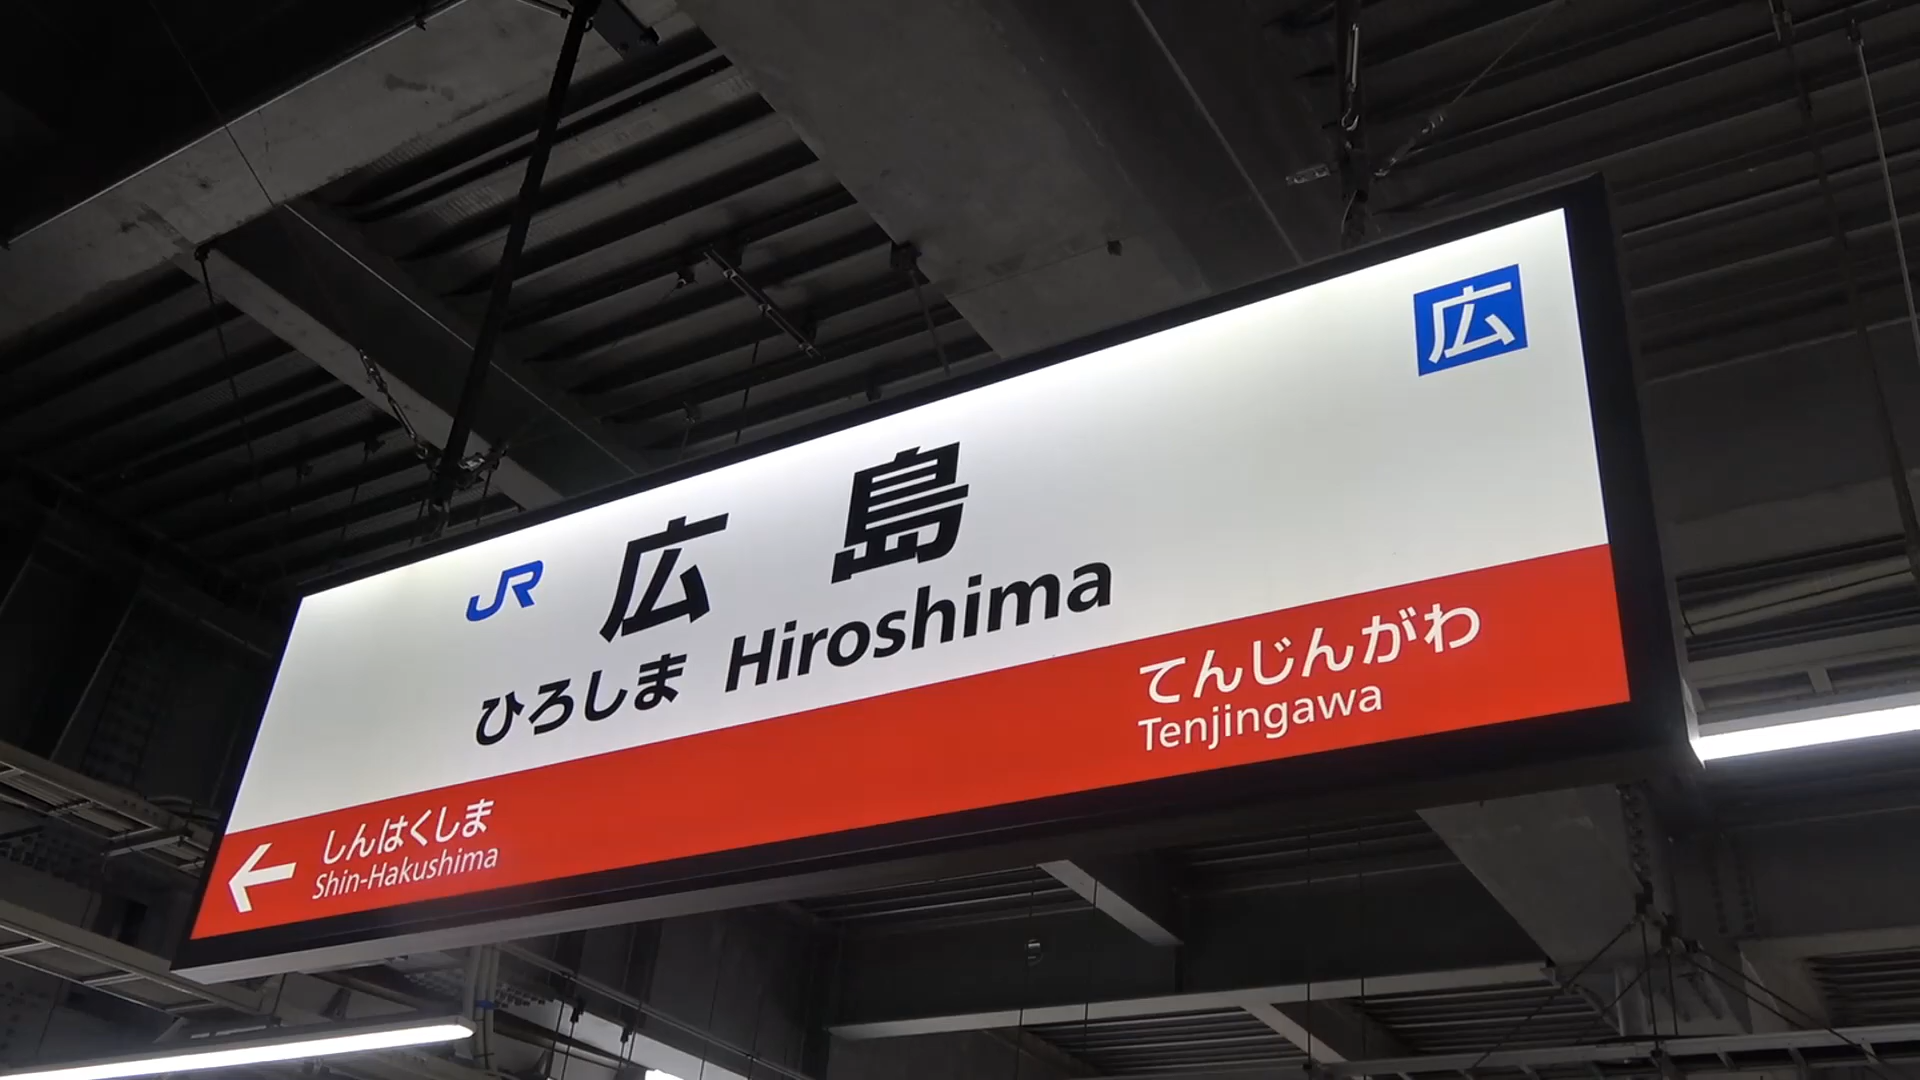 広
JR 広島
ひろしま Hiroshima
てんじんがわ
Tenjingawa
← しんはくしま
Shin-Hakushima